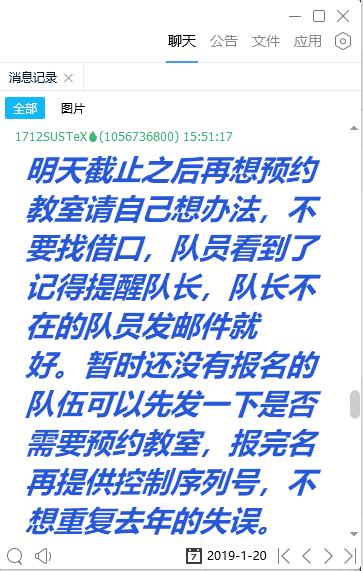 聊天 公告 文件 应用
消息记录
全部 图片
1712SUSTeX(1056736800) 15:51:17
明天截止之后再想预约
教室请自己想办法，不
要找借口，队员看到了
记得提醒队长，队长不
在的队员发邮件就
好。暂时还没有报名的
队伍可以先发一下是否
需要预约教室，报完名
再提供控制序列号，不
想重复去年的失误。
7 2019-1-20